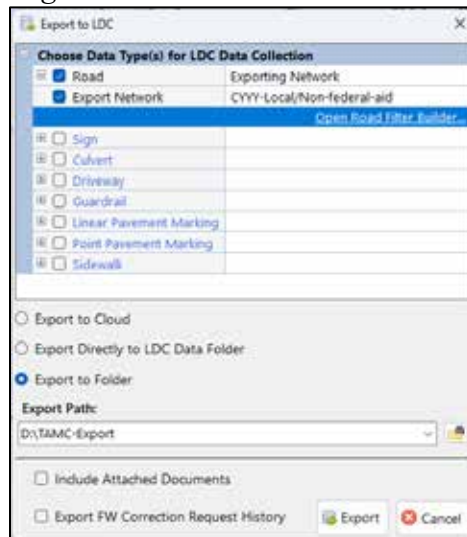 Export to LDC
Choose Data Type(s) for LDC Data Collection
Road Exporting Network
Export Network CYYY-Local/Non-federal-aid
Open Road Filter Builder...
Sign
Culvert
Driveway
Guardrail
Linear Pavement Marking
Point Pavement Marking
Sidewalk
Export to Cloud
Export Directly to LDC Data Folder
Export to Folder
Export Path:
D:\TAMC-Export
Include Attached Documents
Export FW Correction Request History Export Cancel